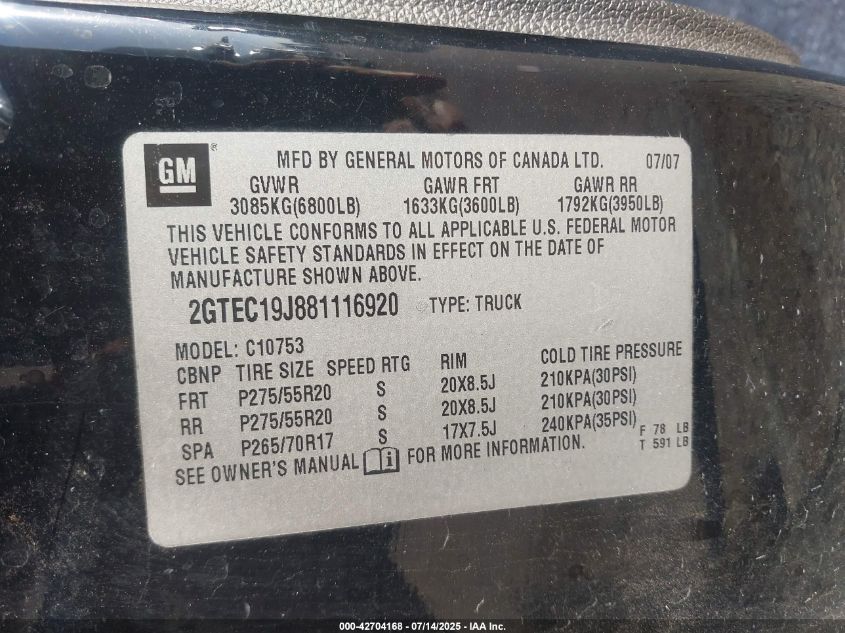 GM
MFD BY GENERAL MOTORS OF CANADA LTD. 07/07
GVWR GAWR FRT GAWR RR
3085KG(6800LB) 1633KG(3600LB) 1792KG(3950LB)
THIS VEHICLE CONFORMS TO ALL APPLICABLE U.S. FEDERAL MOTOR
VEHICLE SAFETY STANDARDS IN EFFECT ON THE DATE OF
MANUFACTURE SHOWN ABOVE.
2GTEC19J881116920 TYPE: TRUCK
MODEL: C10753
CBNP TIRE SIZE SPEED RTG RIM COLD TIRE PRESSURE
FRT P275/55R20 S 20X8.5J 210KPA(30PSI)
RR P275/55R20 S 20X8.5J 210KPA(30PSI)
SPA P265/70R17 S 17X7.5J 240KPA(35PSI) F 78 LB
T 591 LB
SEE OWNER'S MANUAL i FOR MORE INFORMATION.
000-42704168 - 07/14/2025 - IAA Inc.